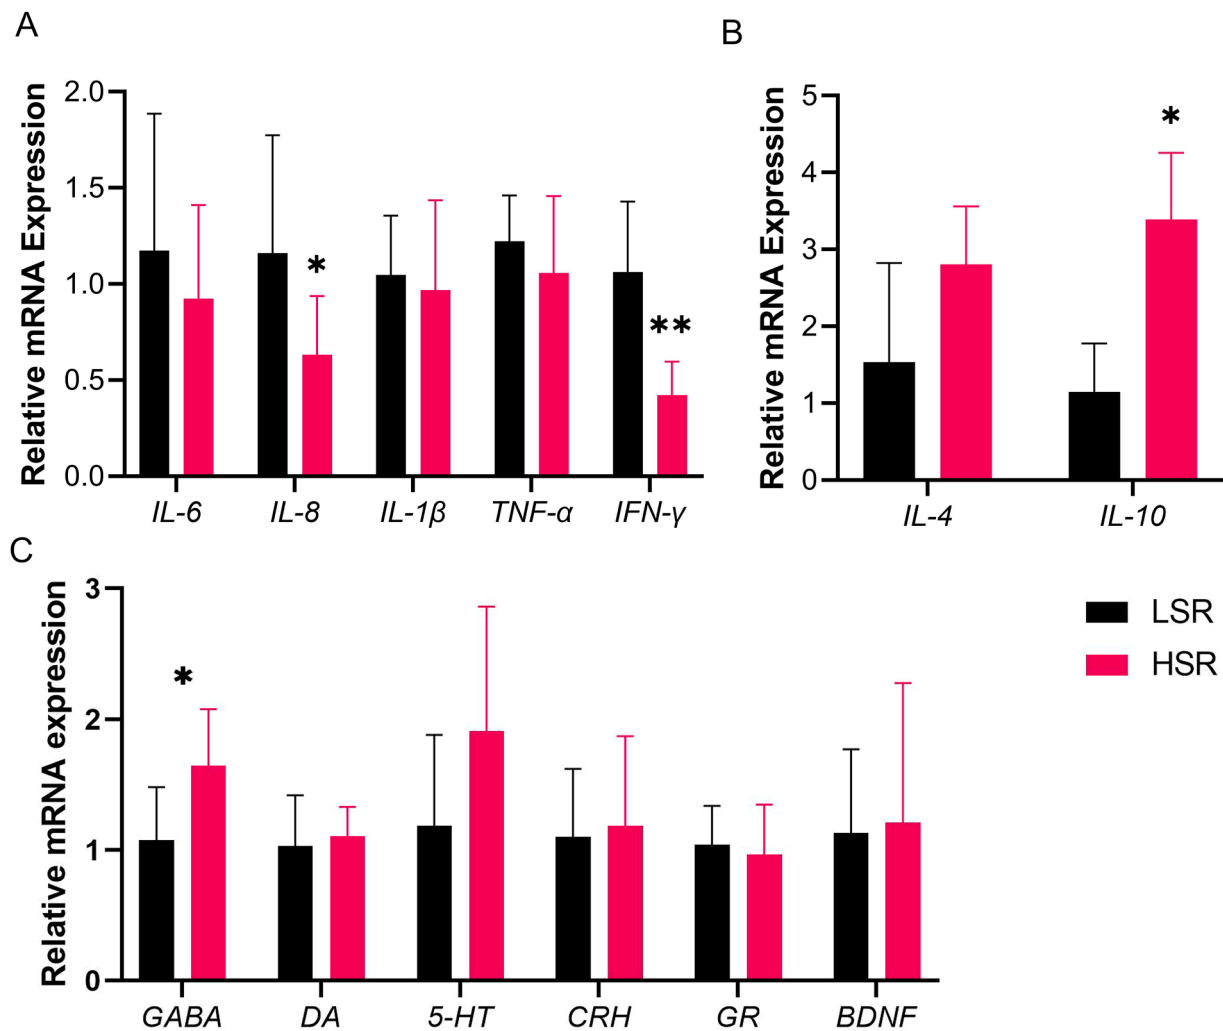 A
Relative mRNA Expression
2.0
1.5
1.0
0.5
0.0
*
**
IL-6 IL-8 IL-1β TNF-α IFN-γ
B
Relative mRNA Expression
5
4
3
2
1
0
*
IL-4 IL-10
C
Relative mRNA expression
3
2
1
0
*
GABA DA 5-HT CRH GR BDNF
LSR
HSR